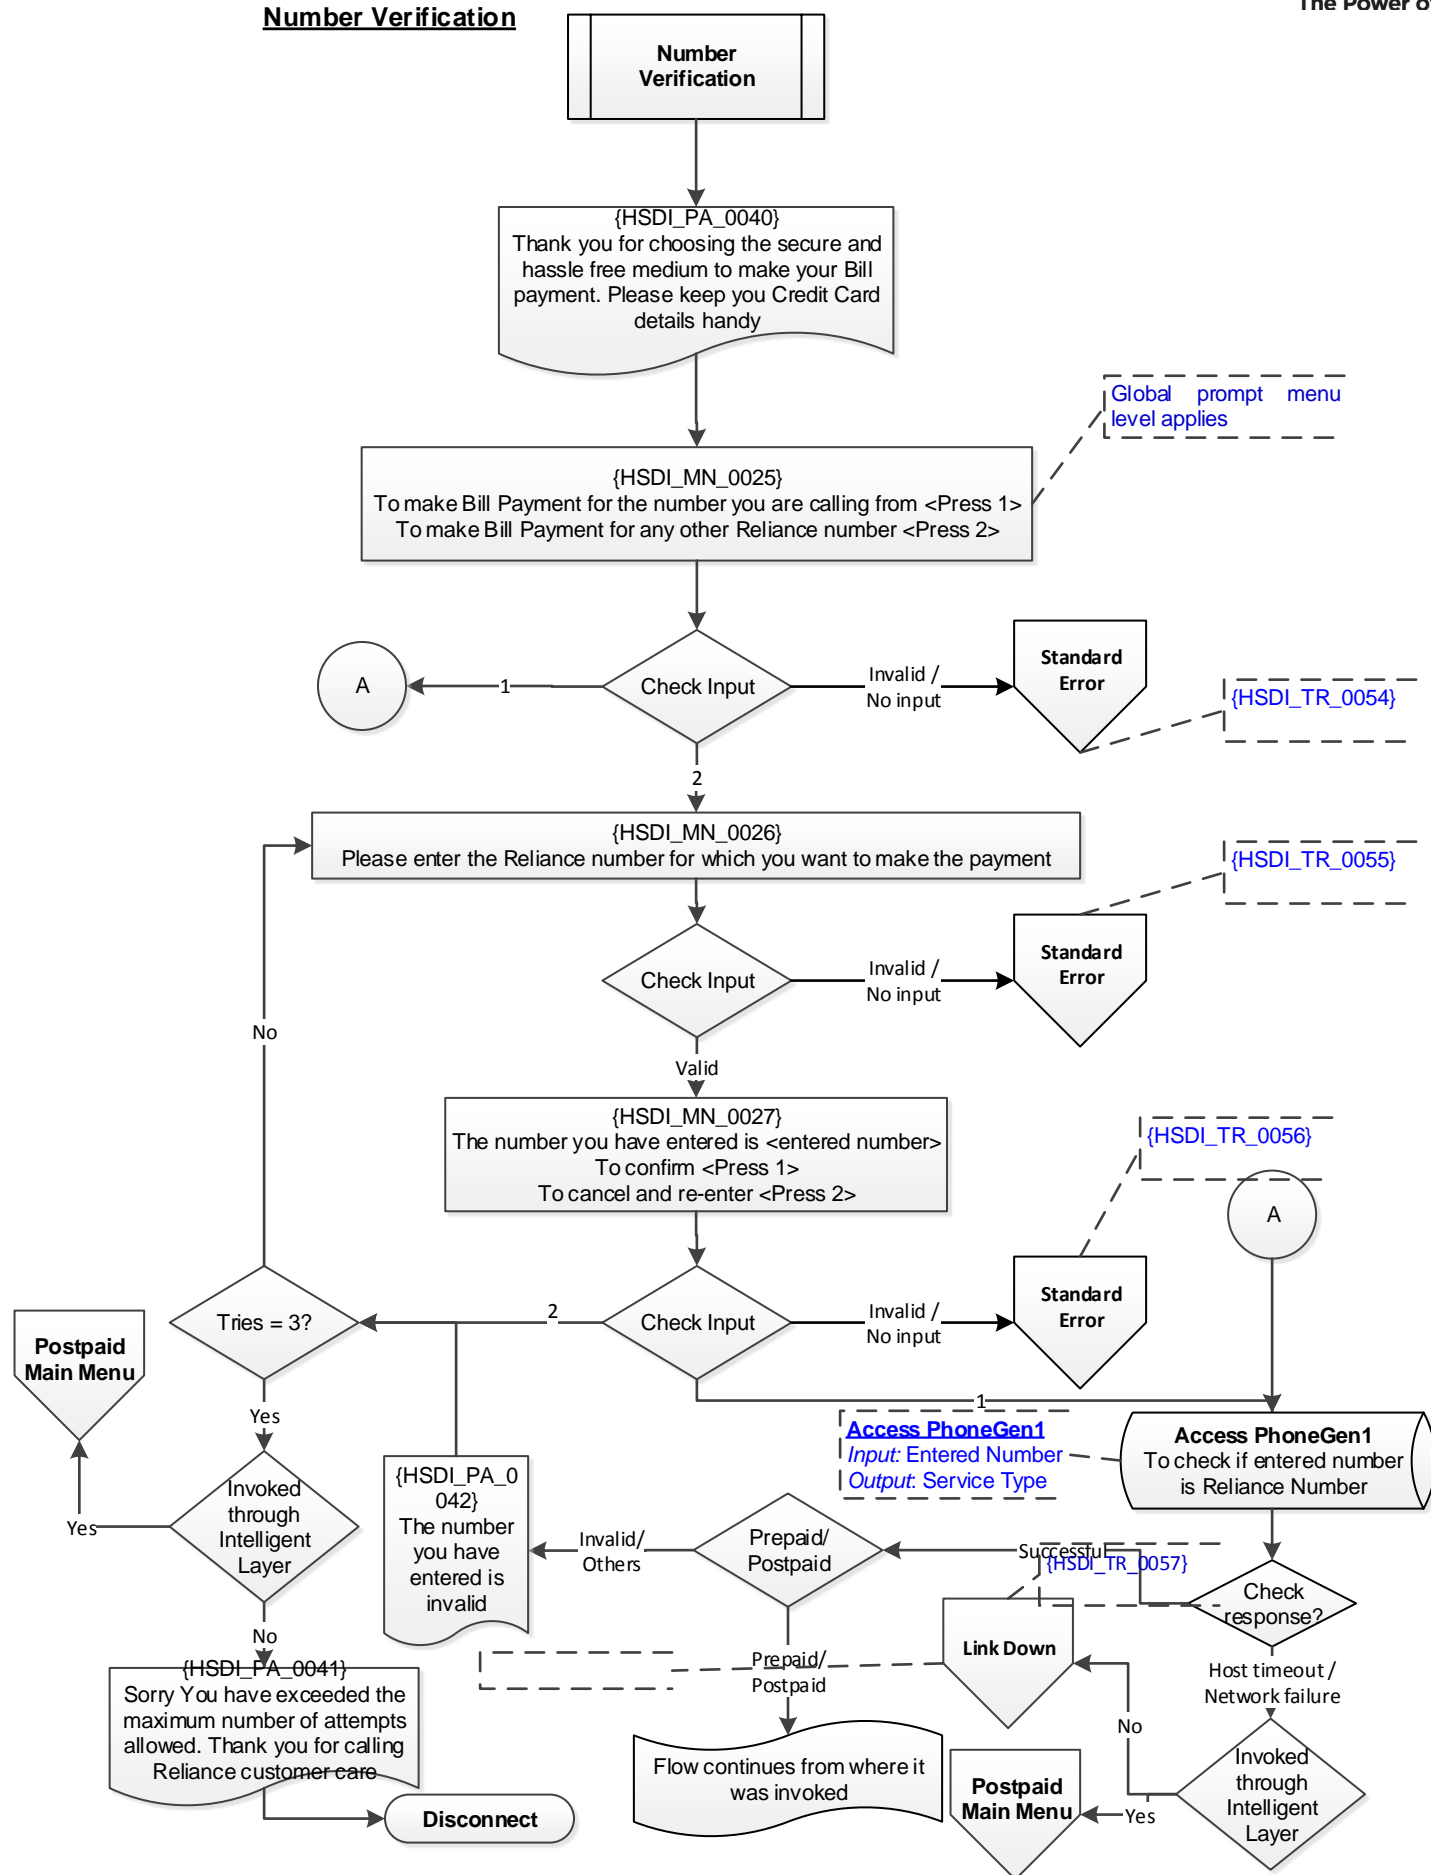 Number Verification
The Power of
Number
Verification
{HSDI_PA_0040}
Thank you for choosing the secure and
hassle free medium to make your Bill
payment. Please keep you Credit Card
details handy
Global prompt menu
level applies
{HSDI_MN_0025}
To make Bill Payment for the number you are calling from <Press 1>
To make Bill Payment for any other Reliance number <Press 2>
A
1
Check Input
Invalid /
No input
Standard
Error
{HSDI_TR_0054}
2
{HSDI_MN_0026}
Please enter the Reliance number for which you want to make the payment
{HSDI_TR_0055}
Check Input
Invalid /
No input
Standard
Error
No
Valid
{HSDI_MN_0027}
The number you have entered is <entered number>
To confirm <Press 1>
To cancel and re-enter <Press 2>
{HSDI_TR_0056}
A
Postpaid
Main Menu
Tries = 3?
2
Check Input
Invalid /
No input
Standard
Error
1
Yes
Access PhoneGen1
Input: Entered Number
Output: Service Type
Access PhoneGen1
To check if entered number
is Reliance Number
Yes
Invoked
through
Intelligent
Layer
{HSDI_PA_0
042}
The number
you have
entered is
invalid
Invalid/
Others
Prepaid/
Postpaid
Successful
{HSDI_TR_0057}
Check
response?
No
Prepaid/
Postpaid
Link Down
Host timeout /
Network failure
{HSDI_PA_0041}
Sorry You have exceeded the
maximum number of attempts
allowed. Thank you for calling
Reliance customer care
No
Flow continues from where it
was invoked
Postpaid
Main Menu
Yes
Invoked
through
Intelligent
Layer
Disconnect